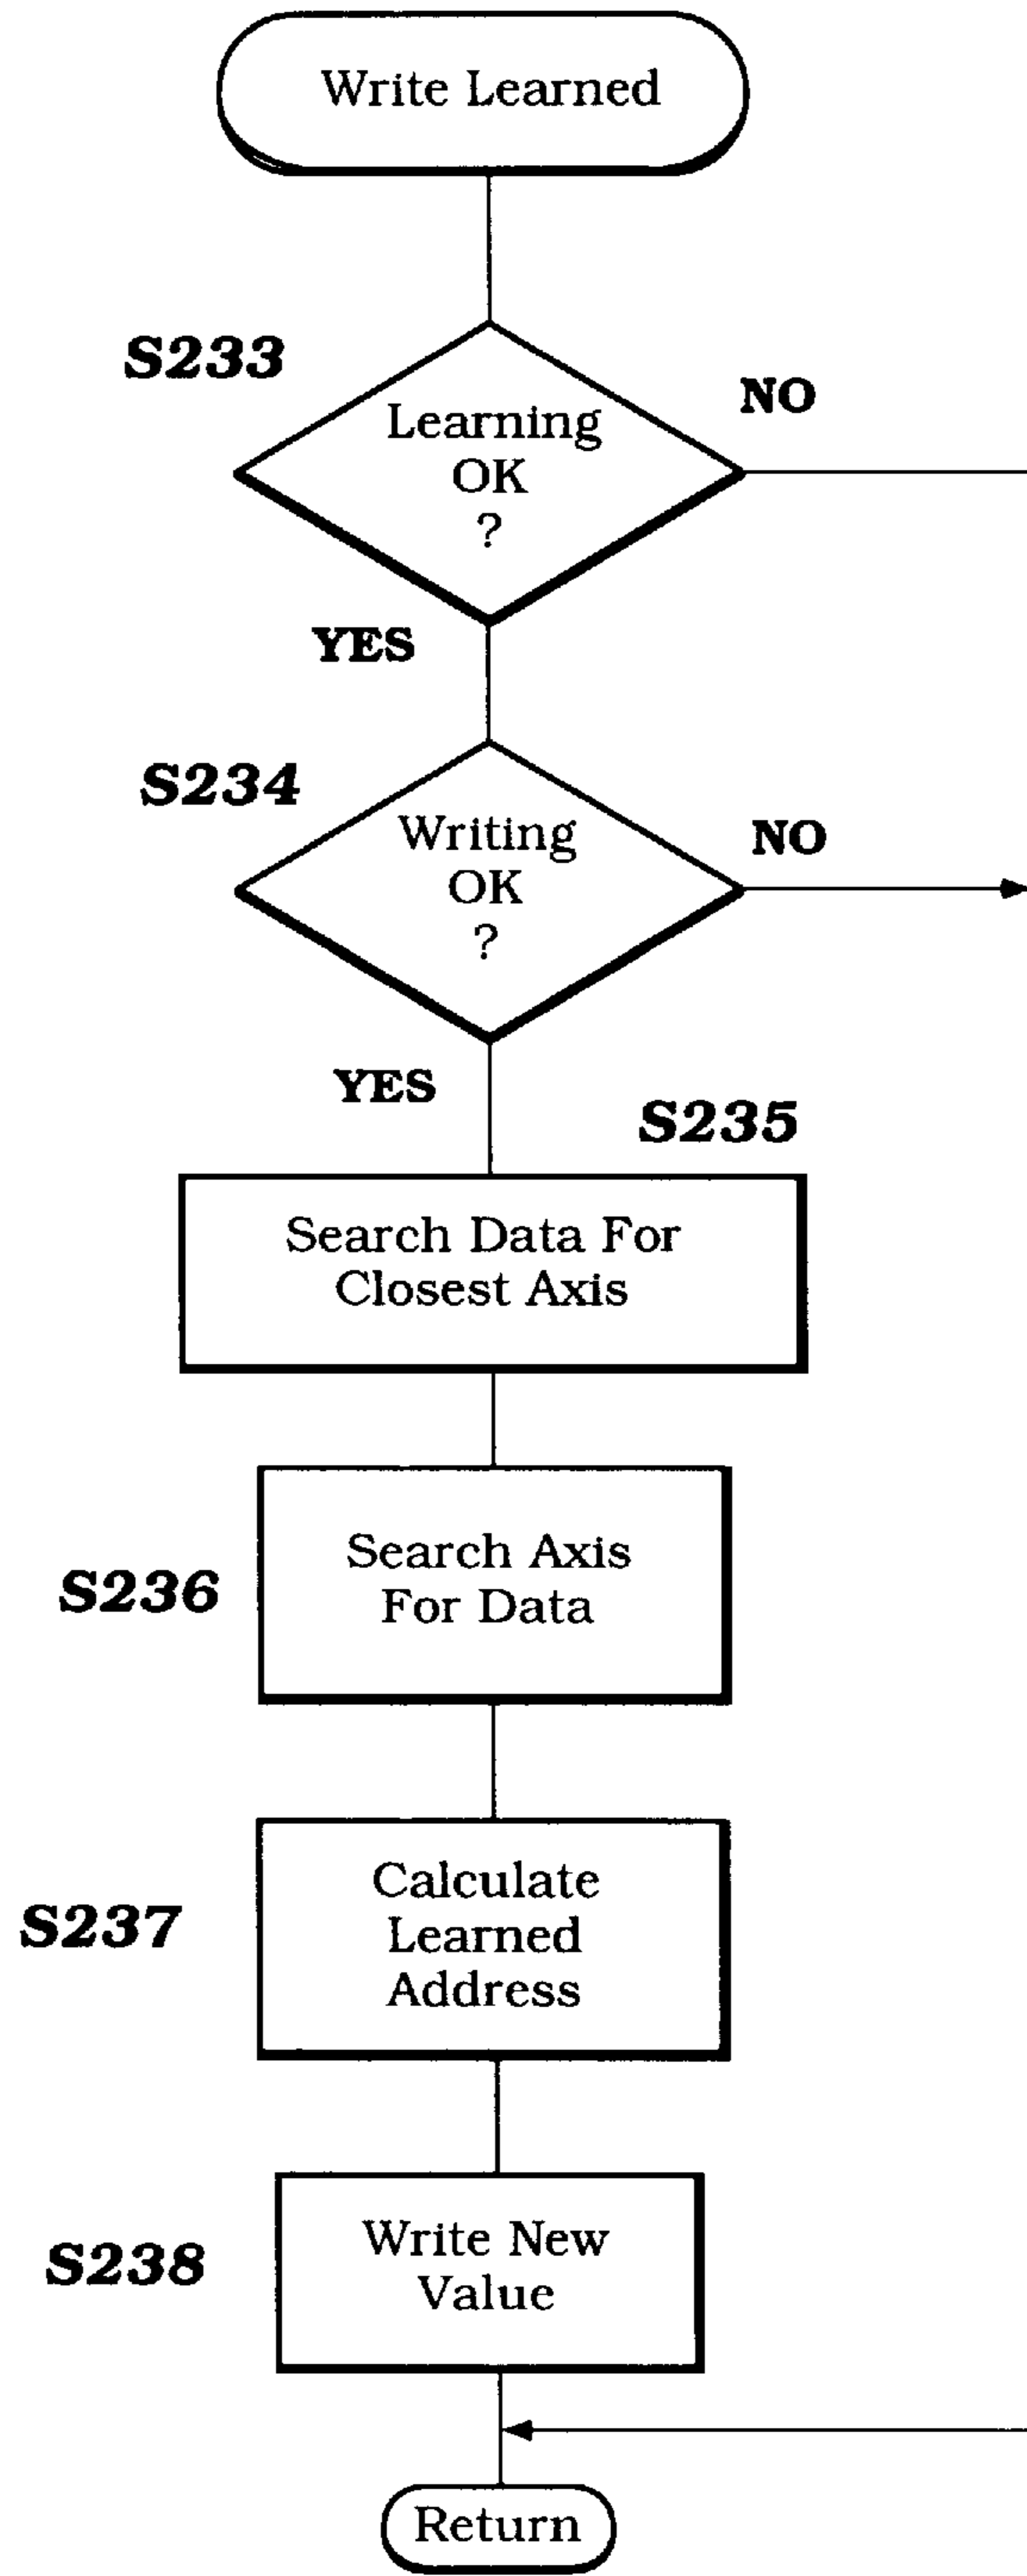 Write Learned
S233
NO
Learning
OK
?
YES
S234
NO
Writing
OK
?
YES
S235
Search Data For
Closest Axis
S236
Search Axis
For Data
S237
Calculate
Learned
Address
S238
Write New
Value
Return